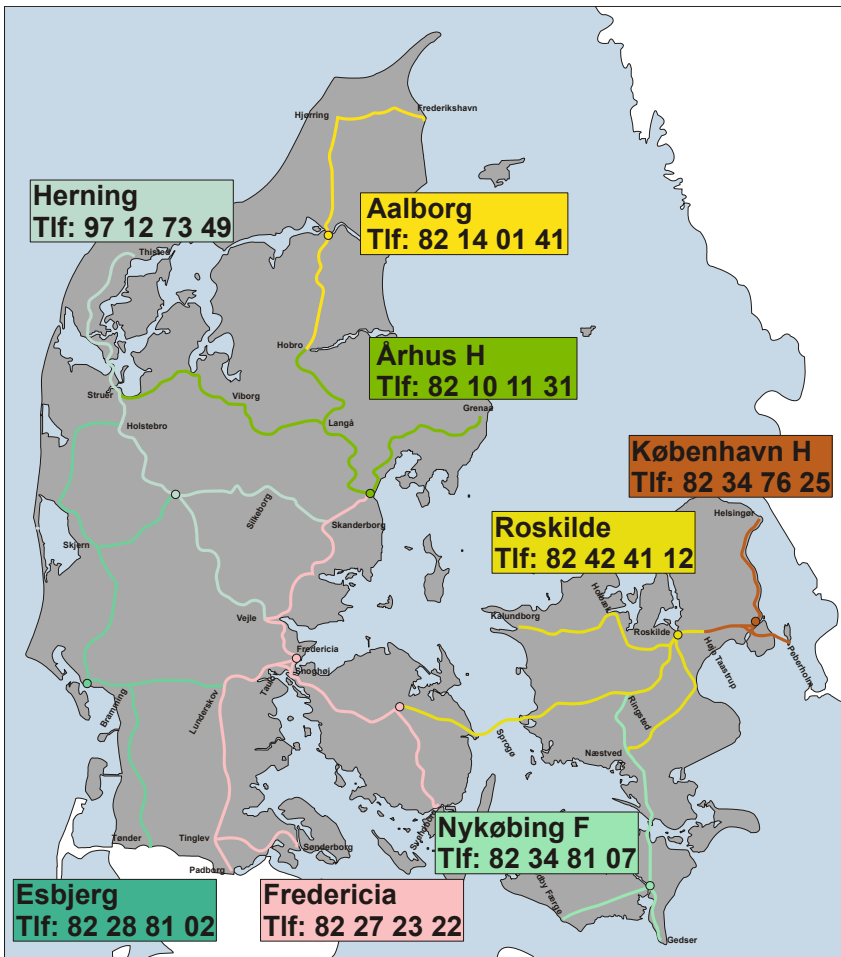 Frederikshavn
Hjørring
Herning
Tlf: 97 12 73 49
Aalborg
Tlf: 82 14 01 41
Thisted
Hobro
Århus H
Tlf: 82 10 11 31
Struer
Viborg
Grenaa
Holstebro
Langå
København H
Tlf: 82 34 76 25
Silkeborg
Skanderborg
Helsingør
Roskilde
Tlf: 82 42 41 12
Skjern
Holbæk
Kalundborg
Vejle
Roskilde
Høje Taastrup
Peberholm
Fredericia
Snoghøj
Taulov
Lunderskov
Bramming
Ringsted
Sprogø
Næstved
Tønder
Tinglev
Sønderborg
Svendborg
Nykøbing F
Tlf: 82 34 81 07
Padborg
Esbjerg
Tlf: 82 28 81 02
Fredericia
Tlf: 82 27 23 22
Færge
Gedser